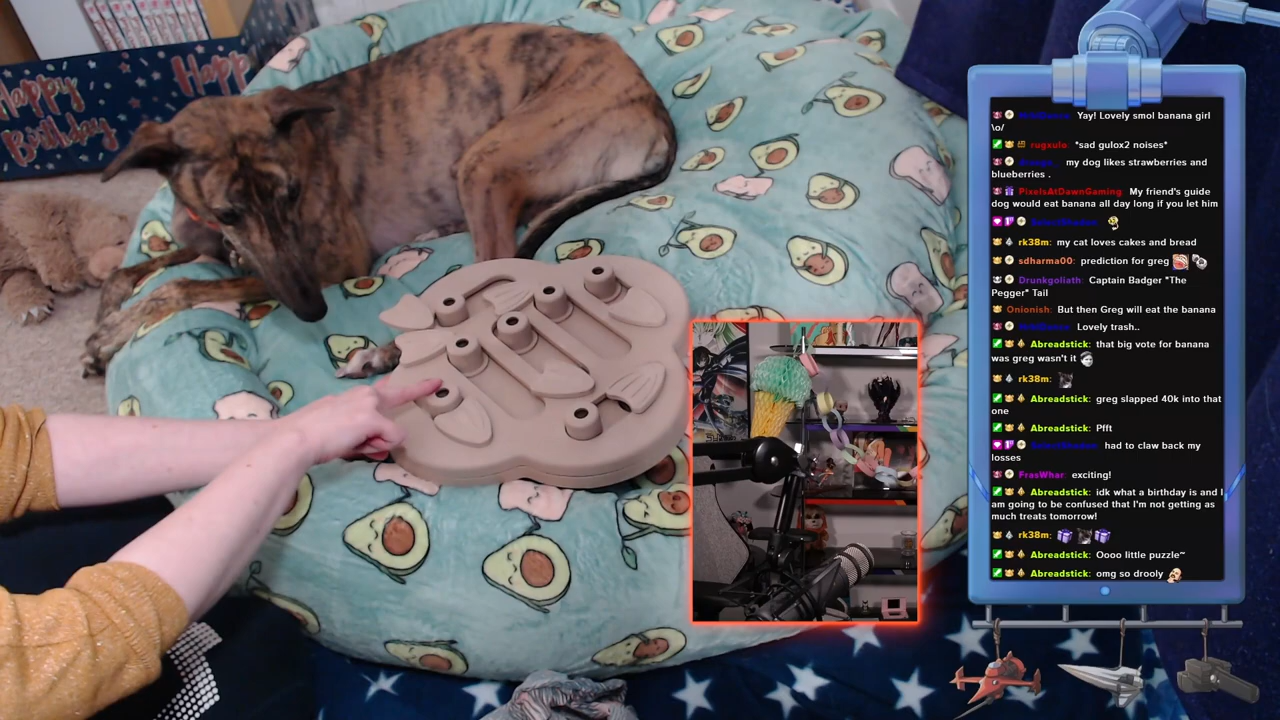 Happy
Birthday
Happ
Yay! Lovely smol banana girl
\o/
rugxulo: *sad gulox2 noises*
my dog likes strawberries and
blueberries .
PixelsAtDawnGaming: My friend's guide
dog would eat banana all day long if you let him
rk38m: my cat loves cakes and bread
sdharma00: prediction for greg
Drunkgoliath: Captain Badger "The
Pegger" Tail
Onionish: But then Greg will eat the banana
Lovely trash..
Abreadstick: that big vote for banana
was greg wasn't it
rk38m:
Abreadstick: greg slapped 40k into that
one
Abreadstick: Pfft
had to claw back my
losses
FrasWhar: exciting!
Abreadstick: idk what a birthday is and I
am going to be confused that I'm not getting as
much treats tomorrow!
rk38m:
Abreadstick: Oooo little puzzle~
Abreadstick: omg so drooly